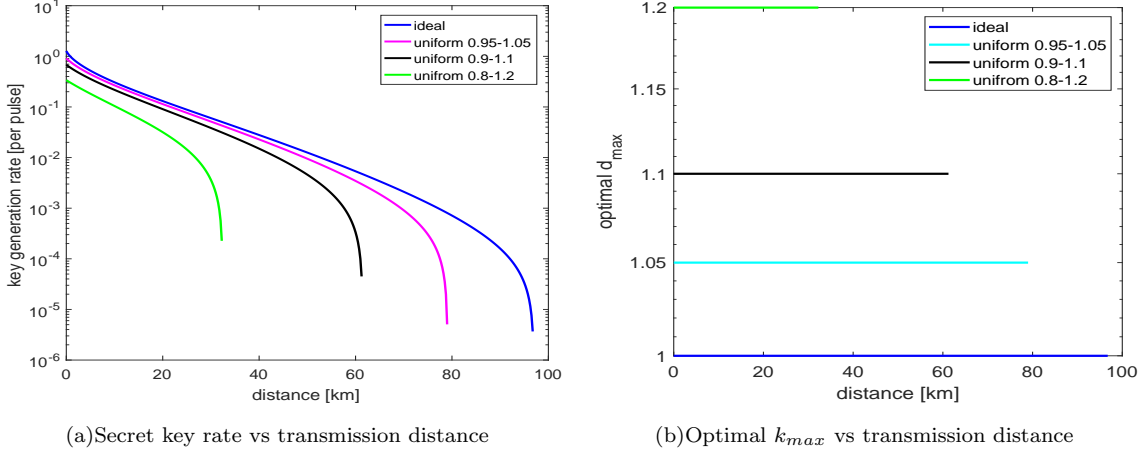 ideal
uniform 0.95-1.05
uniform 0.9-1.1
unifrom 0.8-1.2
10^0
10^-1
10^-2
10^-3
10^-4
10^-5
10^-6
key generation rate [per pulse]
0 20 40 60 80 100
distance [km]
(a)Secret key rate vs transmission distance
ideal
uniform 0.95-1.05
uniform 0.9-1.1
unifrom 0.8-1.2
1.2
1.15
1.10
1.05
1
optimal d_max
0 20 40 60 80 100
distance [km]
(b)Optimal k_max vs transmission distance